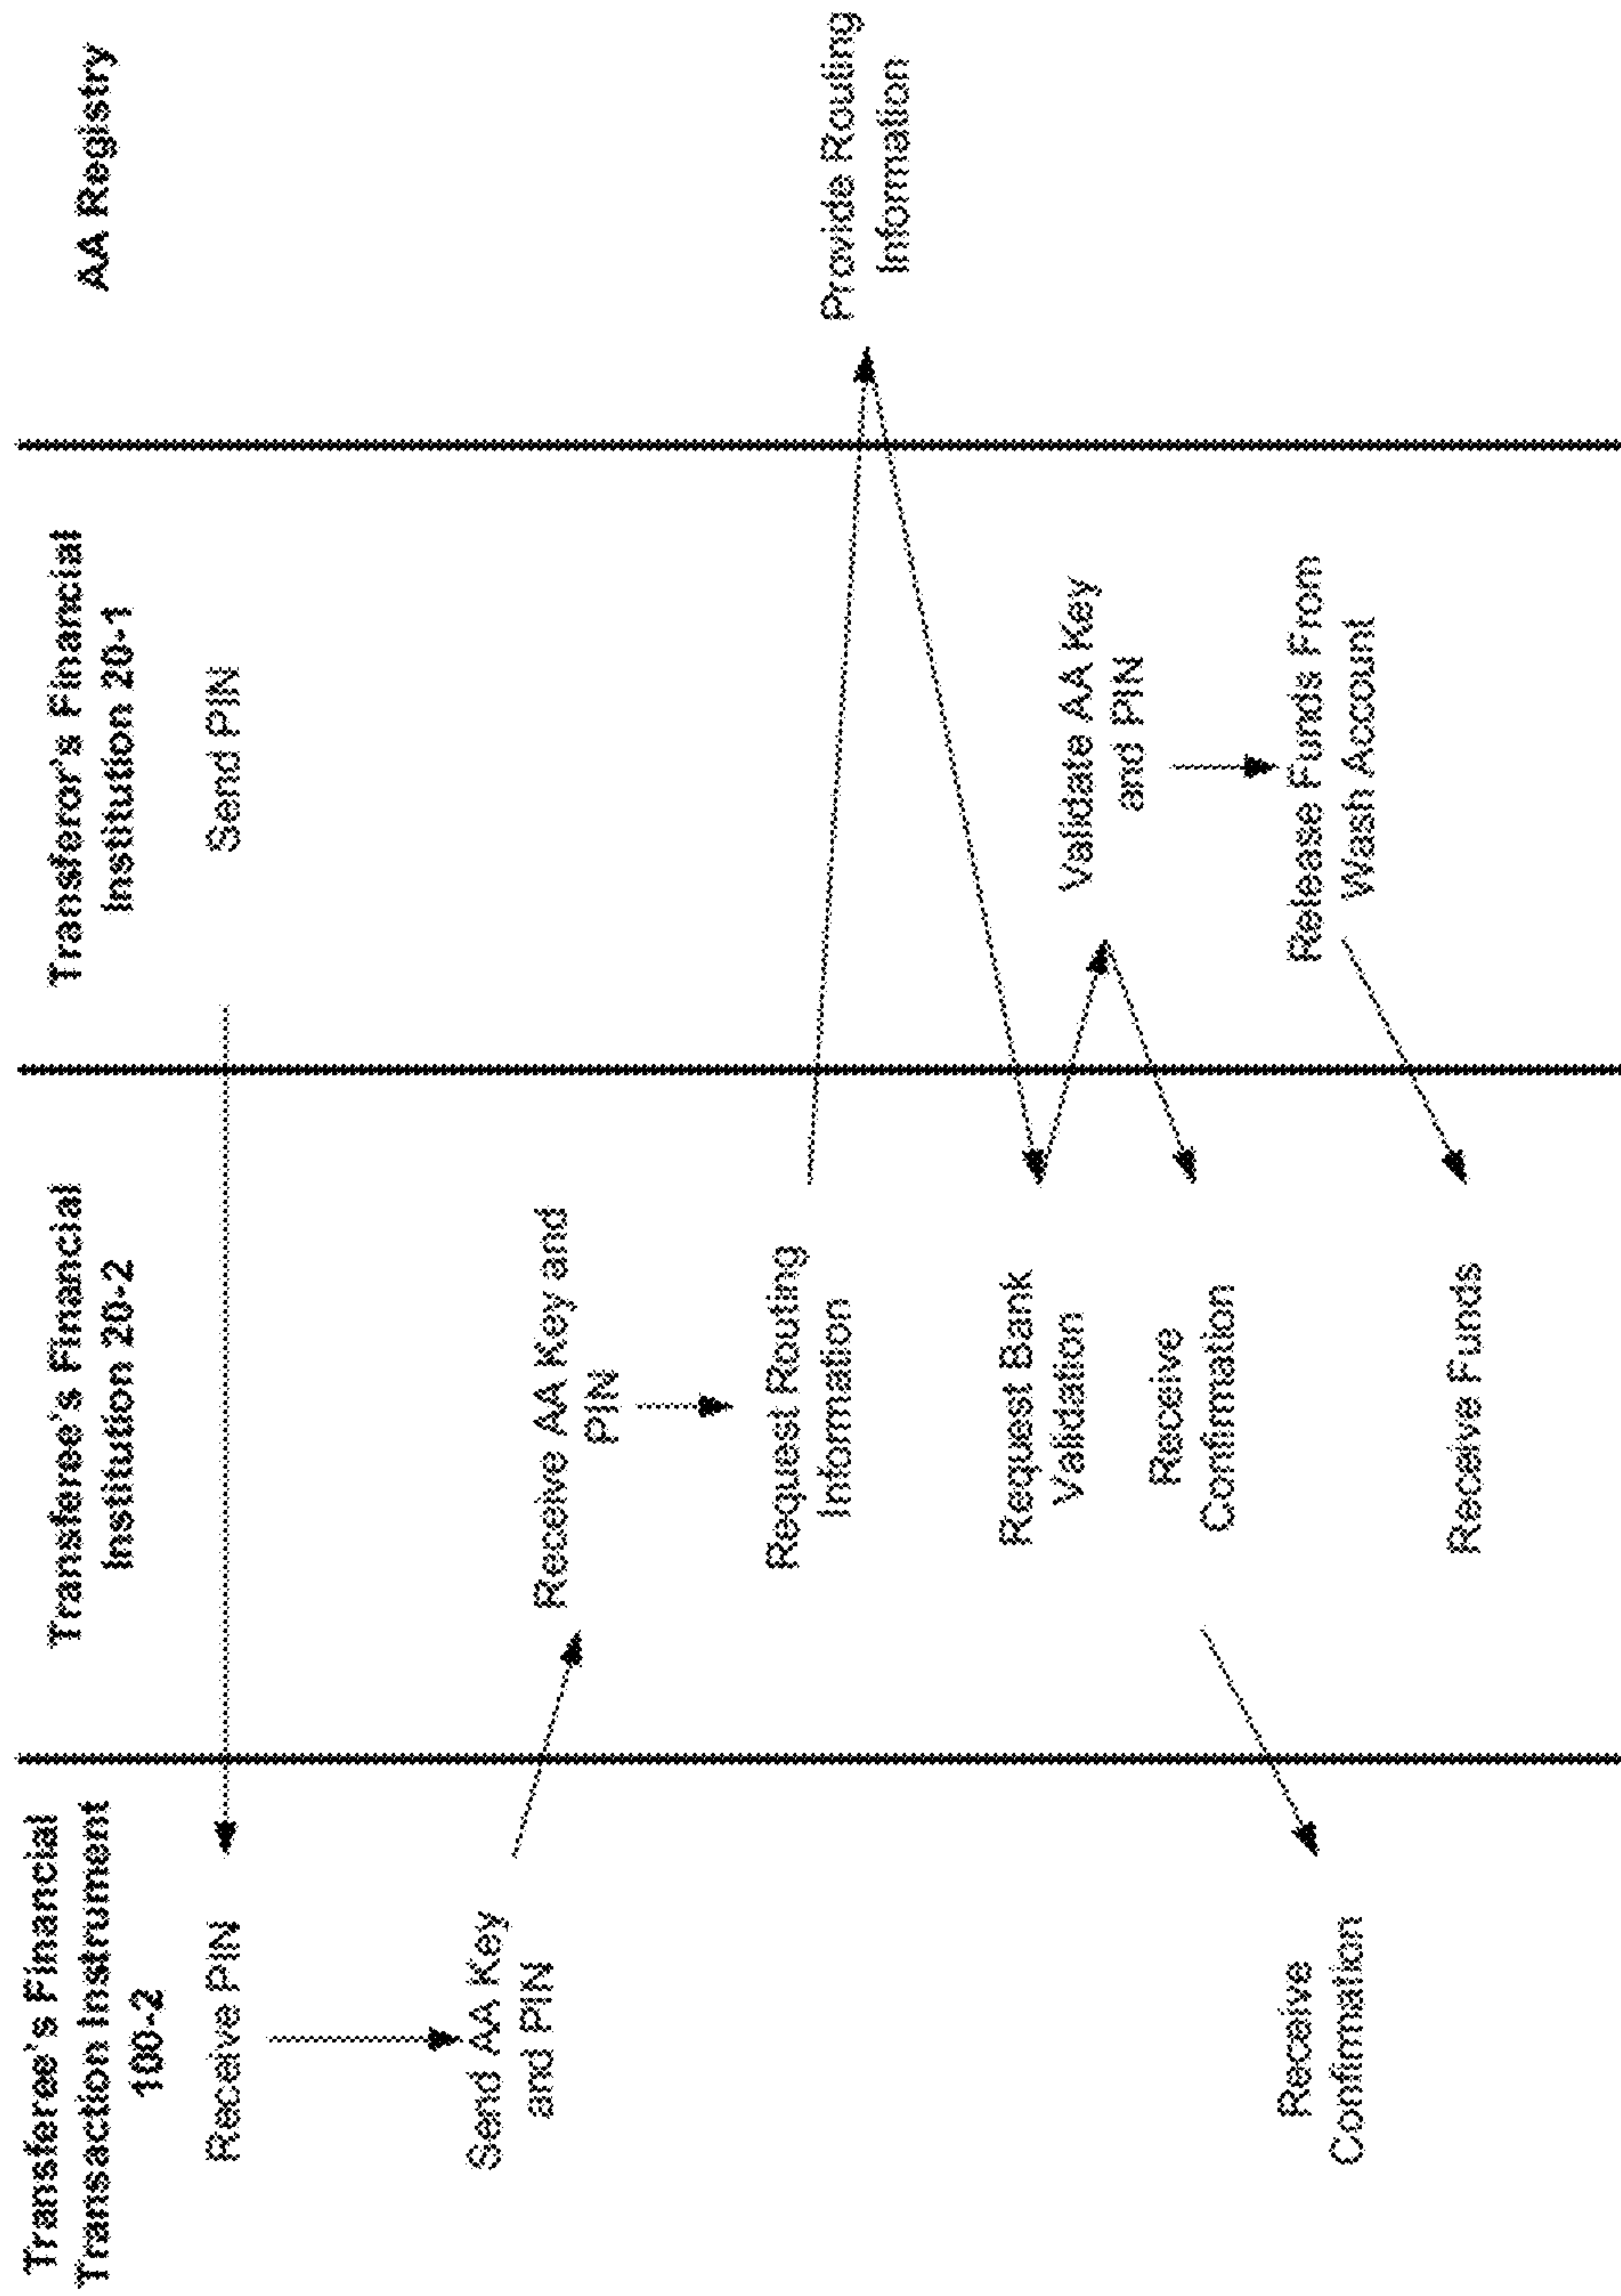 Transferee's Financial
Transaction Instrument
100-2
Transferee's Financial
Institution 20-2
Transferor's Financial
Institution 20-1
AA Registry
Receive PIN
Send PIN
Send AA Key
and PIN
Receive AA Key and
PIN
Request Routing
Information
Provide Routing
Information
Request Bank
Validation
Validate AA Key
and PIN
Receive
Confirmation
Receive
Confirmation
Release Funds From
Wash Account
Receive Funds